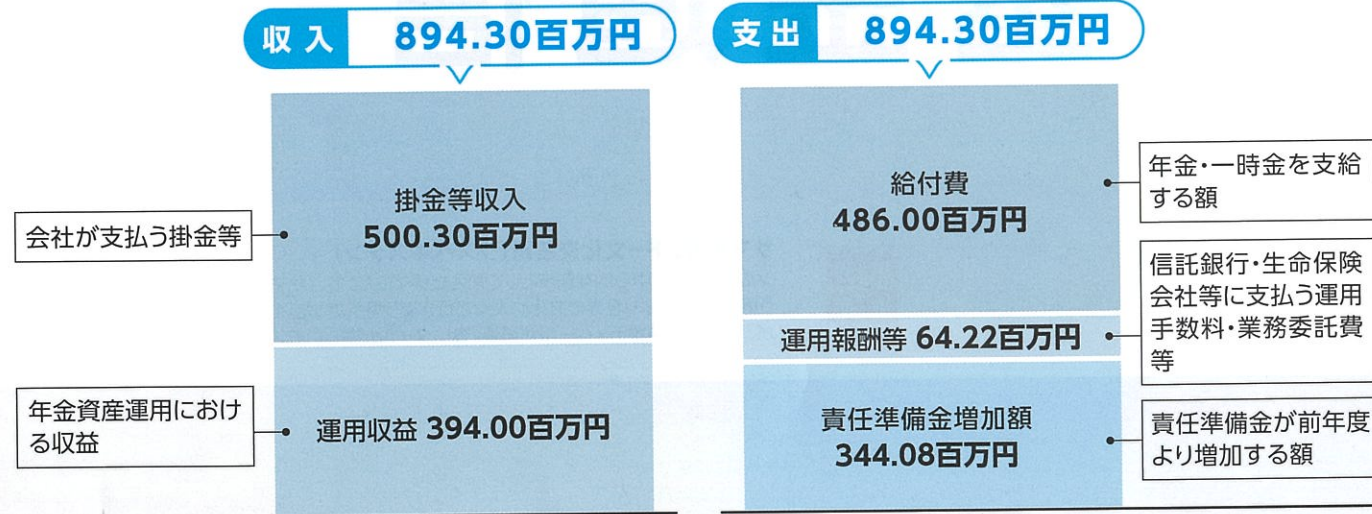 収入 894.30百万円
支出 894.30百万円
会社が支払う掛金等
掛金等収入
500.30百万円
年金資産運用におけ
る収益
運用収益 394.00百万円
給付費
486.00百万円
年金・一時金を支給
する額
運用報酬等 64.22百万円
信託銀行・生命保険
会社等に支払う運用
手数料・業務委託費
等
責任準備金増加額
344.08百万円
責任準備金が前年度
より増加する額